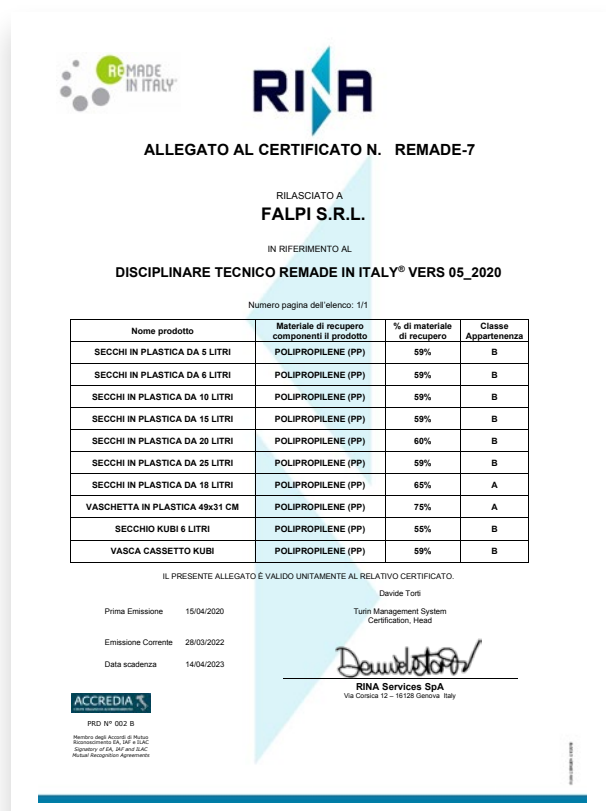 REMADE
IN ITALY
RINA
ALLEGATO AL CERTIFICATO N. REMADE-7
RILASCIATO A
FALPI S.R.L.
IN RIFERIMENTO AL
DISCIPLINARE TECNICO REMADE IN ITALY® VERS 05_2020
Numero pagina dell'elenco: 1/1
Nome prodotto Materiale di recupero componenti il prodotto % di materiale di recupero Classe Appartenenza
SECCHI IN PLASTICA DA 5 LITRI POLIPROPILENE (PP) 59% B
SECCHI IN PLASTICA DA 6 LITRI POLIPROPILENE (PP) 59% B
SECCHI IN PLASTICA DA 10 LITRI POLIPROPILENE (PP) 59% B
SECCHI IN PLASTICA DA 15 LITRI POLIPROPILENE (PP) 59% B
SECCHI IN PLASTICA DA 20 LITRI POLIPROPILENE (PP) 60% B
SECCHI IN PLASTICA DA 25 LITRI POLIPROPILENE (PP) 59% B
SECCHI IN PLASTICA DA 18 LITRI POLIPROPILENE (PP) 65% A
VASCHETTA IN PLASTICA 49x31 CM POLIPROPILENE (PP) 75% A
SECCHIO KUBI 6 LITRI POLIPROPILENE (PP) 55% B
VASCA CASSETTO KUBI POLIPROPILENE (PP) 59% B
IL PRESENTE ALLEGATO È VALIDO UNITAMENTE AL RELATIVO CERTIFICATO.
Davide Torti
Prima Emissione 15/04/2020
Turin Management System
Certification, Head
Emissione Corrente 28/03/2022
Data scadenza 14/04/2023
RINA Services SpA
Via Corsica 12 – 16128 Genova Italy
ACCREDIA
PRD N° 002 B
Membro degli Accordi di Mutuo
Riconoscimento EA, IAF e ILAC
Signatory of EA, IAF and ILAC
Mutual Recognition Agreements